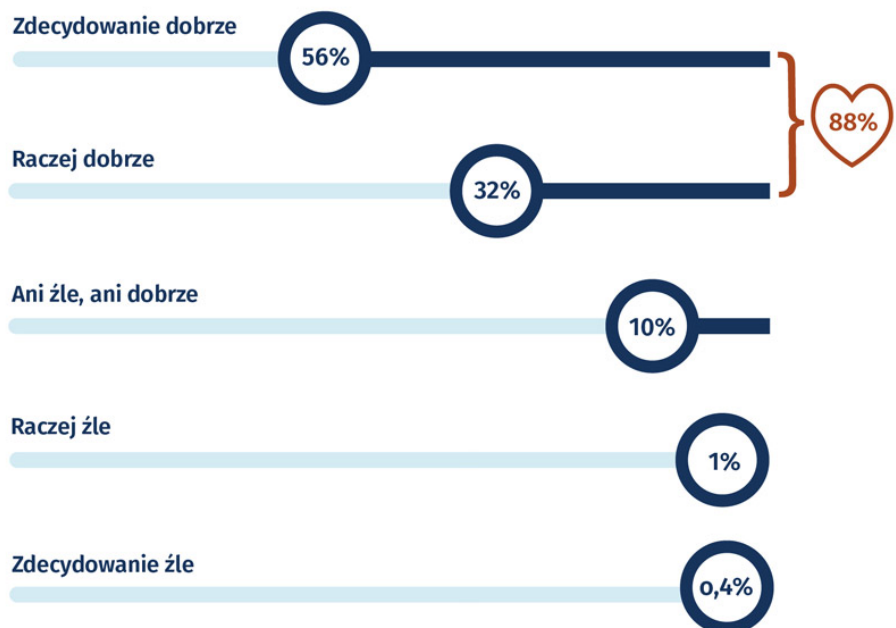 Zdecydowanie dobrze
56%
88%
Raczej dobrze
32%
Ani źle, ani dobrze
10%
Raczej źle
1%
Zdecydowanie źle
0,4%